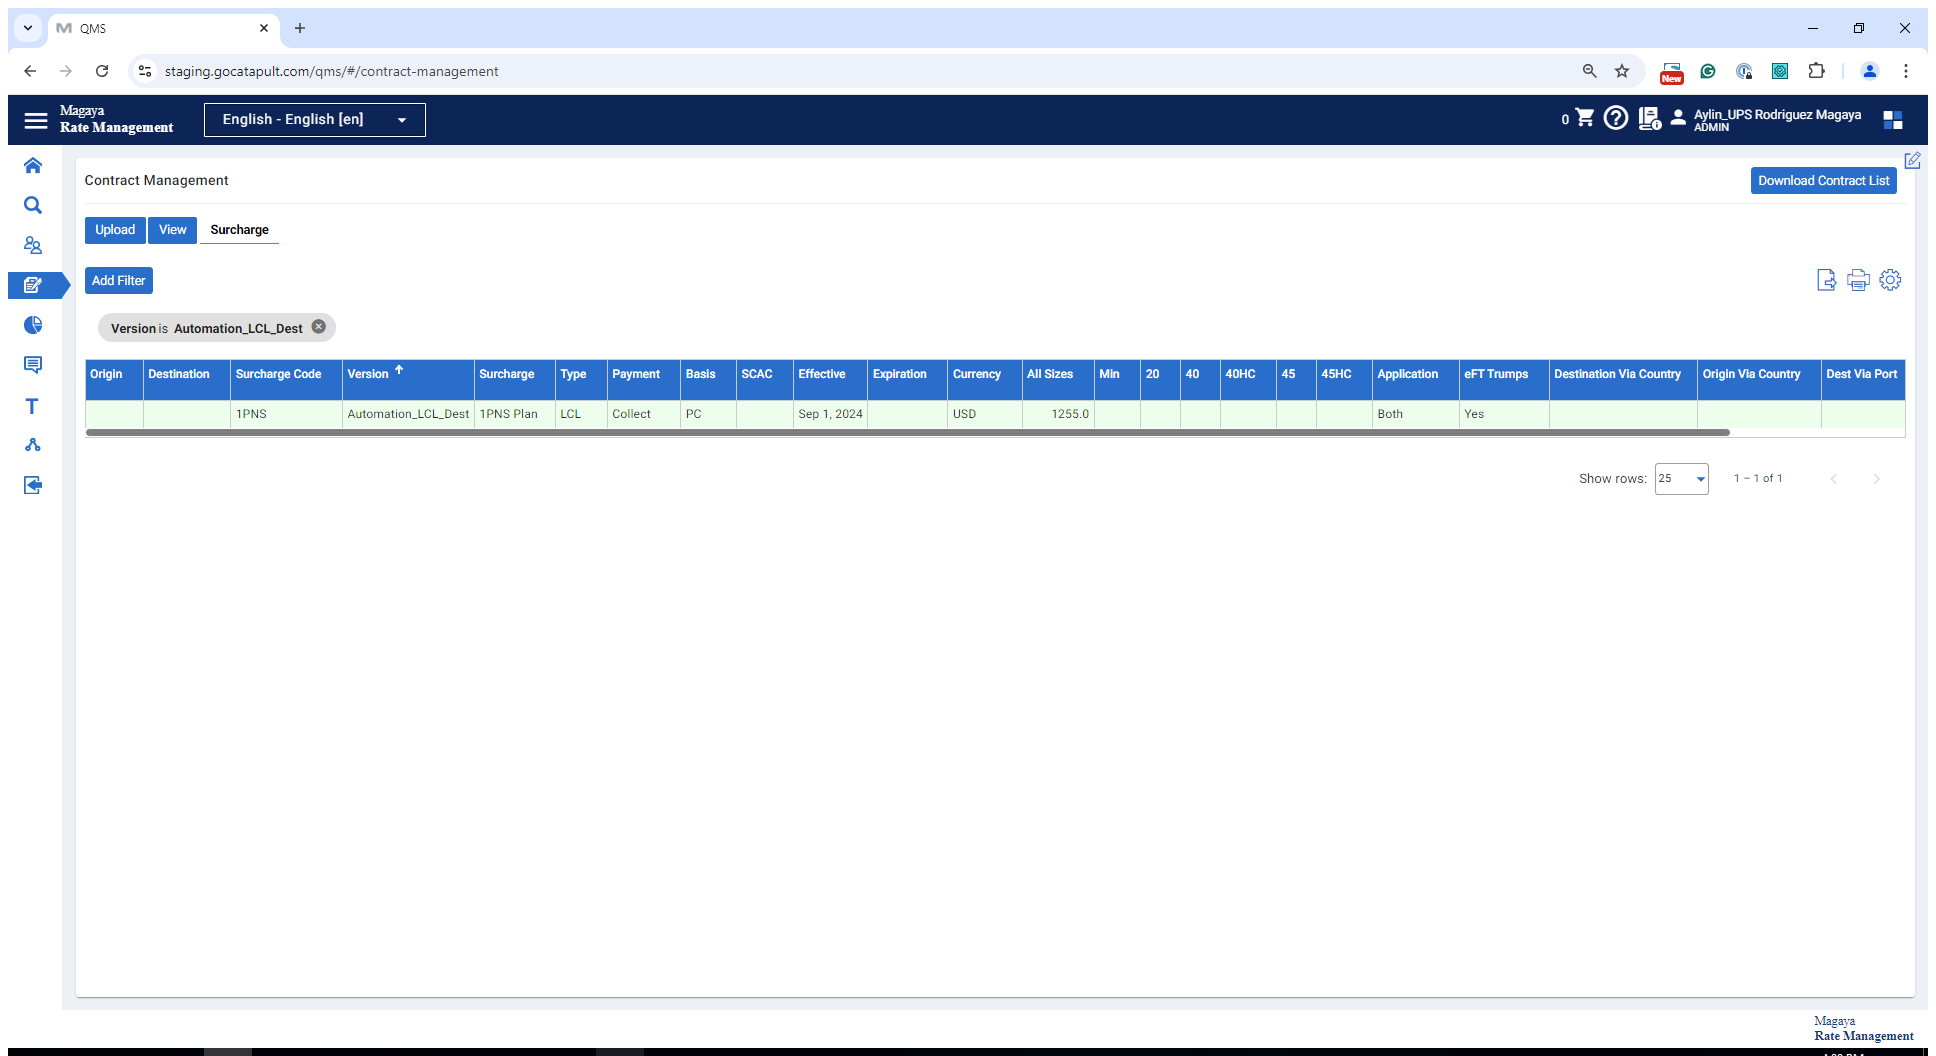 QMS
staging.gocatapult.com/qms/#/contract-management
New
Magaya
Rate Management
English - English [en]
0
Aylin_UPS Rodriguez Magaya
ADMIN
Contract Management
Download Contract List
Upload View Surcharge
Add Filter
Version is Automation_LCL_Dest
Origin Destination Surcharge Code Version Surcharge Type Payment Basis SCAC Effective Expiration Currency All Sizes Min 20 40 40HC 45 45HC Application eFT Trumps Destination Via Country Origin Via Country Dest Via Port
1PNS Automation_LCL_Dest 1PNS Plan LCL Collect PC Sep 1, 2024 USD 1255.0 Both Yes
Show rows: 25 1 – 1 of 1
T
Magaya
Rate Management